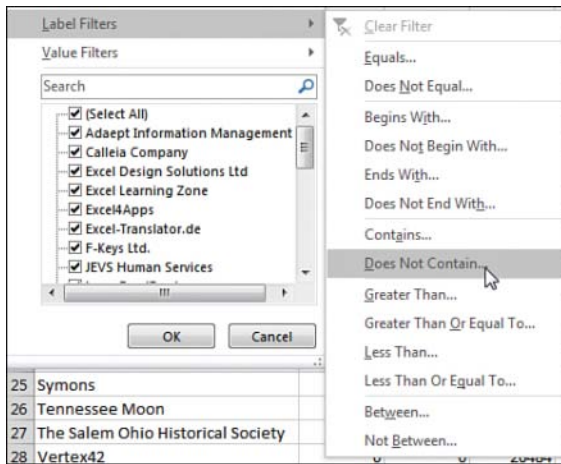 Label Filters
Value Filters
Search
(Select All)
Adaept Information Management
Calleia Company
Excel Design Solutions Ltd
Excel Learning Zone
Excel4Apps
Excel-Translator.de
F-Keys Ltd.
JEVS Human Services
OK
Cancel
Clear Filter
Equals...
Does Not Equal...
Begins With...
Does Not Begin With...
Ends With...
Does Not End With...
Contains...
Does Not Contain...
Greater Than...
Greater Than Or Equal To...
Less Than...
Less Than Or Equal To...
Between...
Not Between...
25 Symons
26 Tennessee Moon
27 The Salem Ohio Historical Society
28 Vertex42